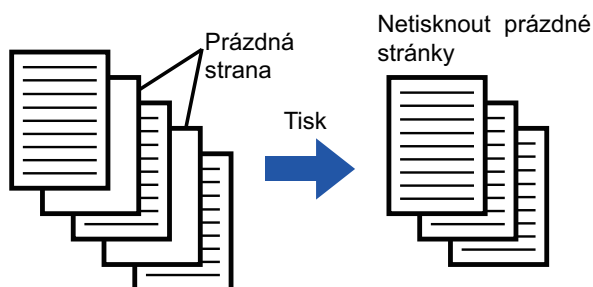 Prázdná
strana
Tisk
Netisknout prázdné
stránky